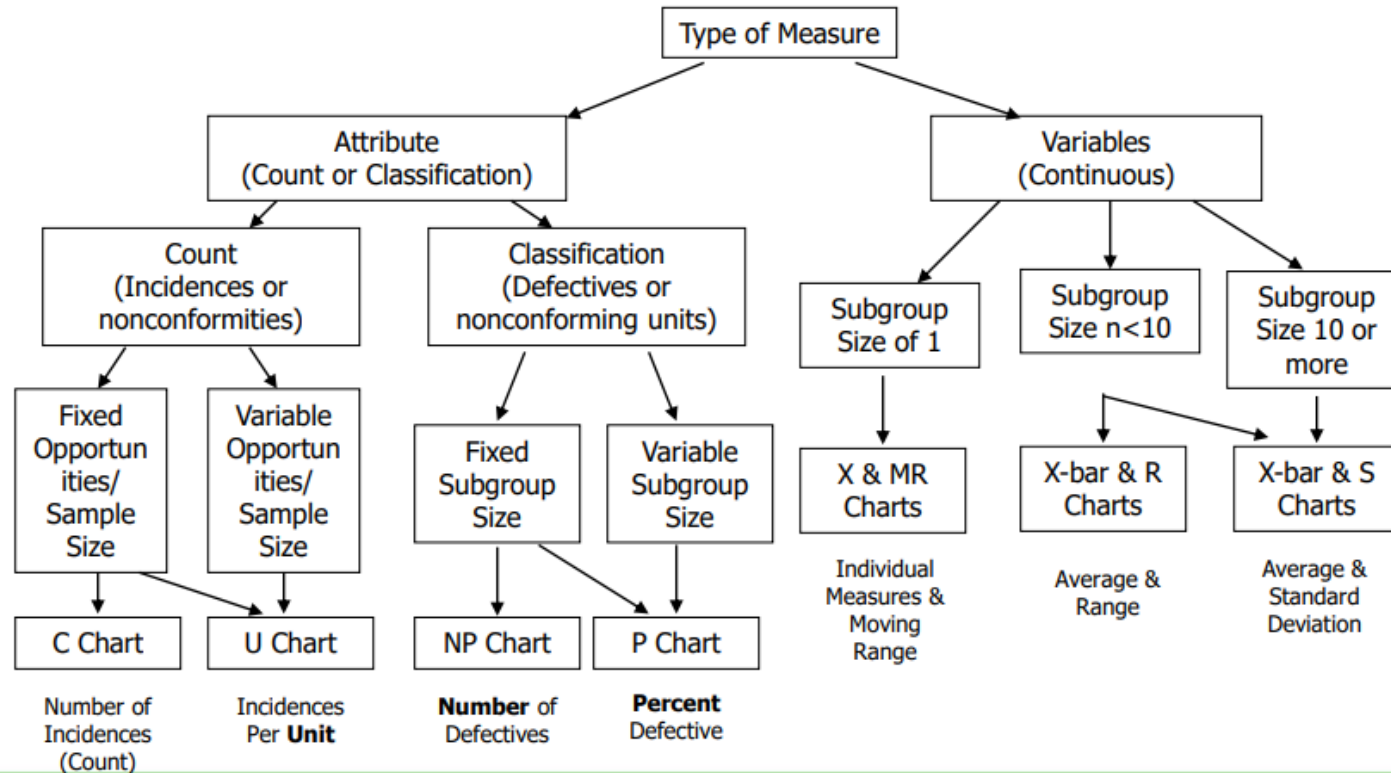 Type of Measure
Attribute
(Count or Classification)
Variables
(Continuous)
Count
(Incidences or
nonconformities)
Classification
(Defectives or
nonconforming units)
Subgroup
Size of 1
Subgroup
Size n<10
Subgroup
Size 10 or
more
Fixed
Opportun
ities/
Sample
Size
Variable
Opportun
ities/
Sample
Size
Fixed
Subgroup
Size
Variable
Subgroup
Size
X & MR
Charts
X-bar & R
Charts
X-bar & S
Charts
Individual
Measures &
Moving
Range
Average &
Range
Average &
Standard
Deviation
C Chart
U Chart
NP Chart
P Chart
Number of
Incidences
(Count)
Incidences
Per Unit
Number of
Defectives
Percent
Defective